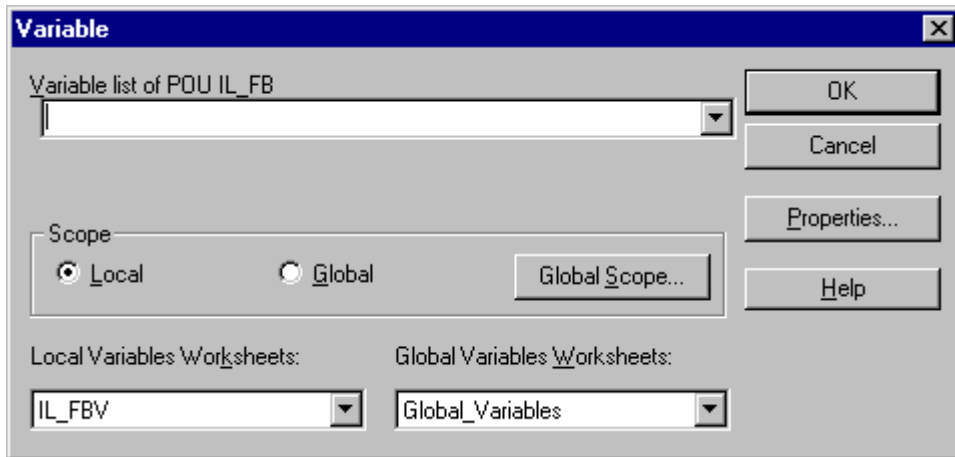 Variable
Variable list of POU IL_FB
OK
Cancel
Properties...
Scope
Local
Global
Global Scope...
Help
Local Variables Worksheets:
Global Variables Worksheets:
IL_FBV
Global_Variables